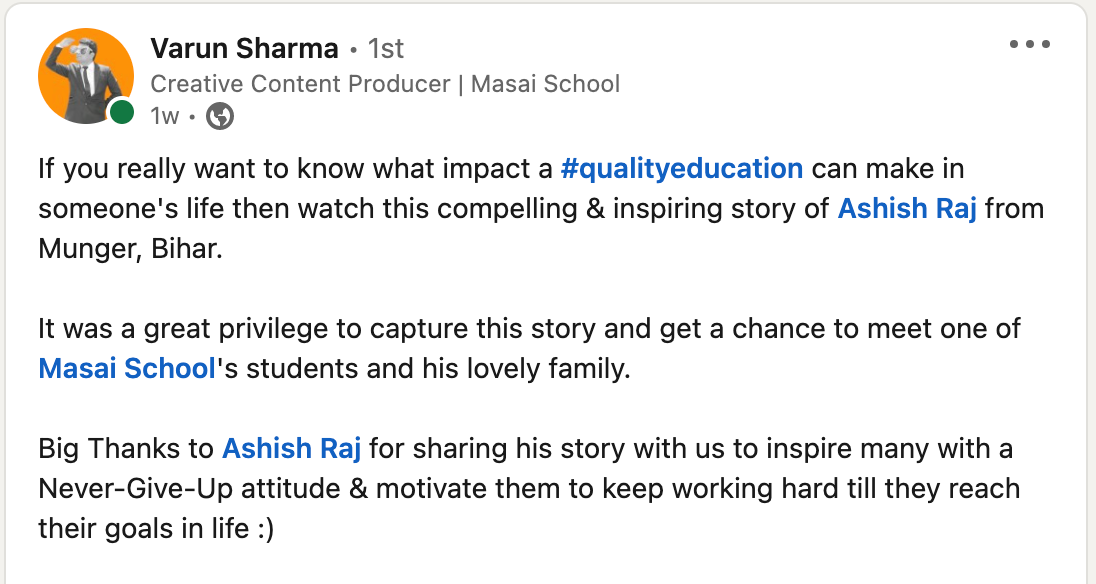 Varun Sharma • 1st
Creative Content Producer | Masai School
1w •
If you really want to know what impact a #qualityeducation can make in
someone's life then watch this compelling & inspiring story of Ashish Raj from
Munger, Bihar.
It was a great privilege to capture this story and get a chance to meet one of
Masai School's students and his lovely family.
Big Thanks to Ashish Raj for sharing his story with us to inspire many with a
Never-Give-Up attitude & motivate them to keep working hard till they reach
their goals in life :)